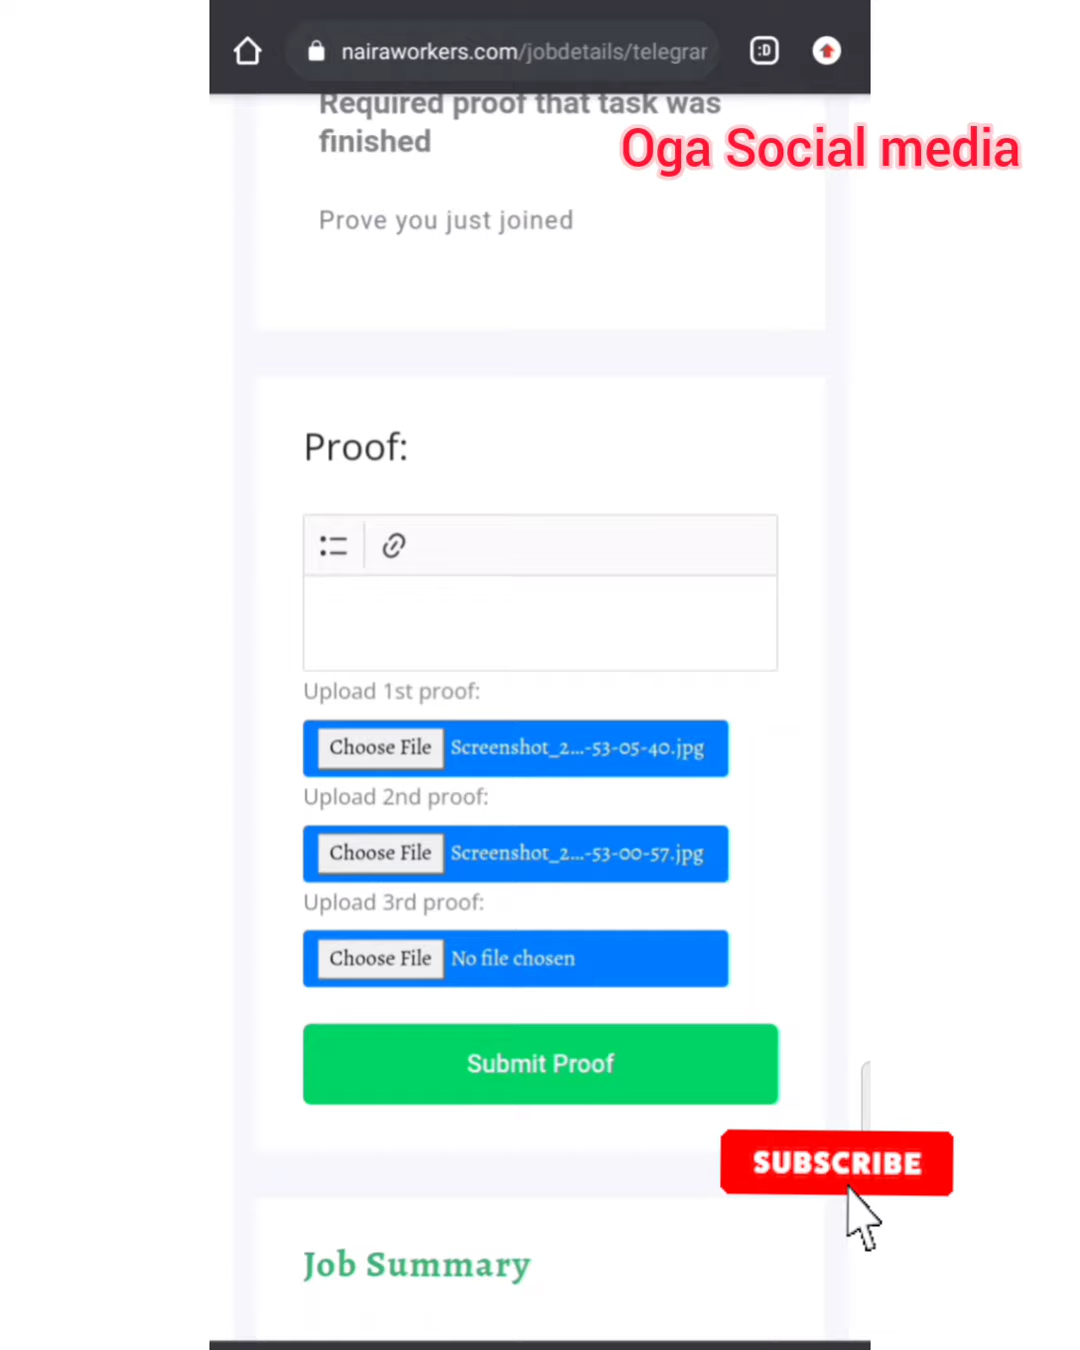 nairaworkers.com/jobdetails/telegrar
:D
Required proof that task was
finished
Oga Social media
Prove you just joined
Proof:
Upload 1st proof:
Choose File Screenshot_2...-53-05-40.jpg
Upload 2nd proof:
Choose File Screenshot_2...-53-00-57.jpg
Upload 3rd proof:
Choose File No file chosen
Submit Proof
SUBSCRIBE
Job Summary